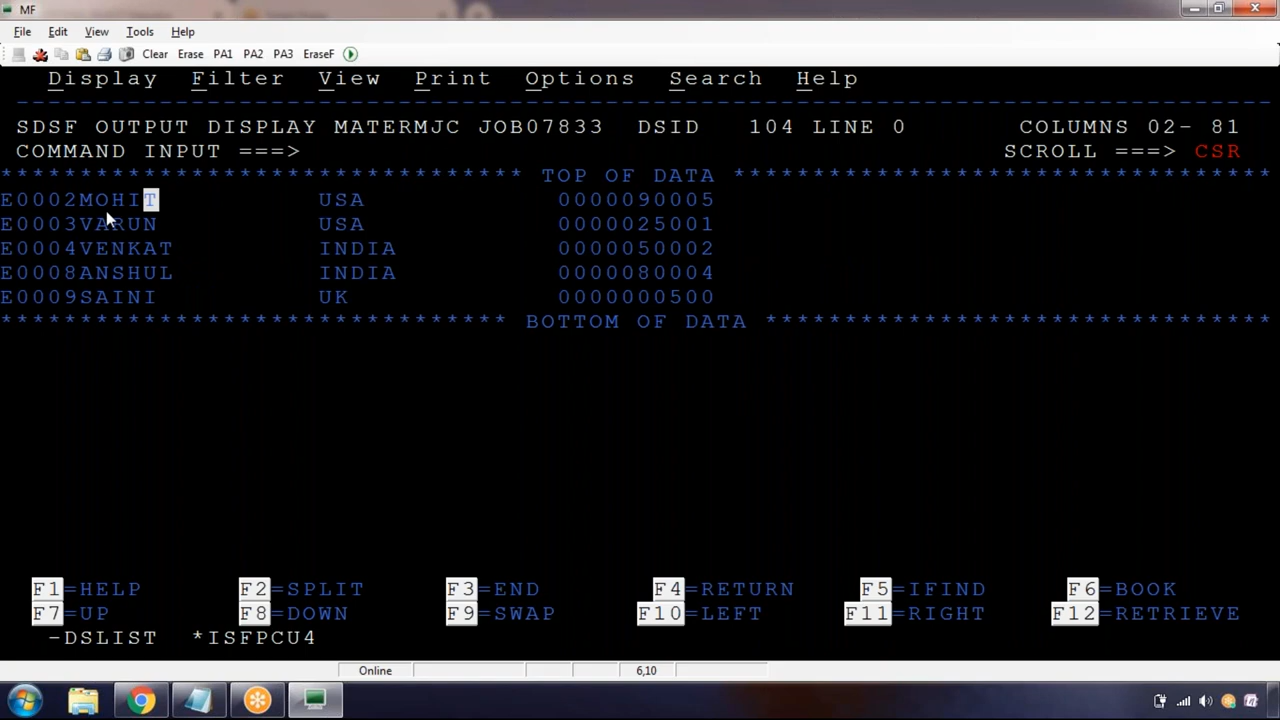 MF
File Edit View Tools Help
Clear Erase PA1 PA2 PA3 EraseF
Display Filter View Print Options Search Help
--------------------------------------------------------------------------------
SDSF OUTPUT DISPLAY MATERMJC JOB07833 DSID 104 LINE 0 COLUMNS 02- 81
COMMAND INPUT ===> SCROLL ===> CSR
********************************* TOP OF DATA **********************************
E0002MOHIT USA 0000090005
E0003VARUN USA 0000025001
E0004VENKAT INDIA 0000050002
E0008ANSHUL INDIA 0000080004
E0009SAINI UK 0000000500
******************************** BOTTOM OF DATA ********************************
F1=HELP F2=SPLIT F3=END F4=RETURN F5=IFIND F6=BOOK
F7=UP F8=DOWN F9=SWAP F10=LEFT F11=RIGHT F12=RETRIEVE
-DSLIST *ISFPCU4
Online 6,10